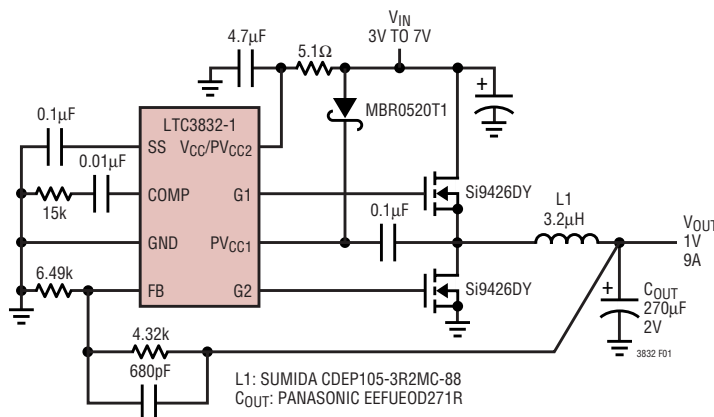 V_IN
3V TO 7V
4.7µF
5.1Ω
MBR0520T1
+
0.1µF
LTC3832-1
SS
V_CC/PV_CC2
0.01µF
COMP
G1
Si9426DY
15k
0.1µF
L1
3.2µH
V_OUT
1V
9A
GND
PV_CC1
6.49k
FB
G2
Si9426DY
+
C_OUT
270µF
2V
4.32k
680pF
3832 F01
L1: SUMIDA CDEP105-3R2MC-88
C_OUT: PANASONIC EEFUEOD271R